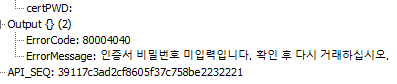 certPWD:
Output {} (2)
ErrorCode: 80004040
ErrorMessage: 인증서 비밀번호 미입력입니다. 확인 후 다시 거래하십시오.
API_SEQ: 39117c3ad2cf8605f37c758be2232221